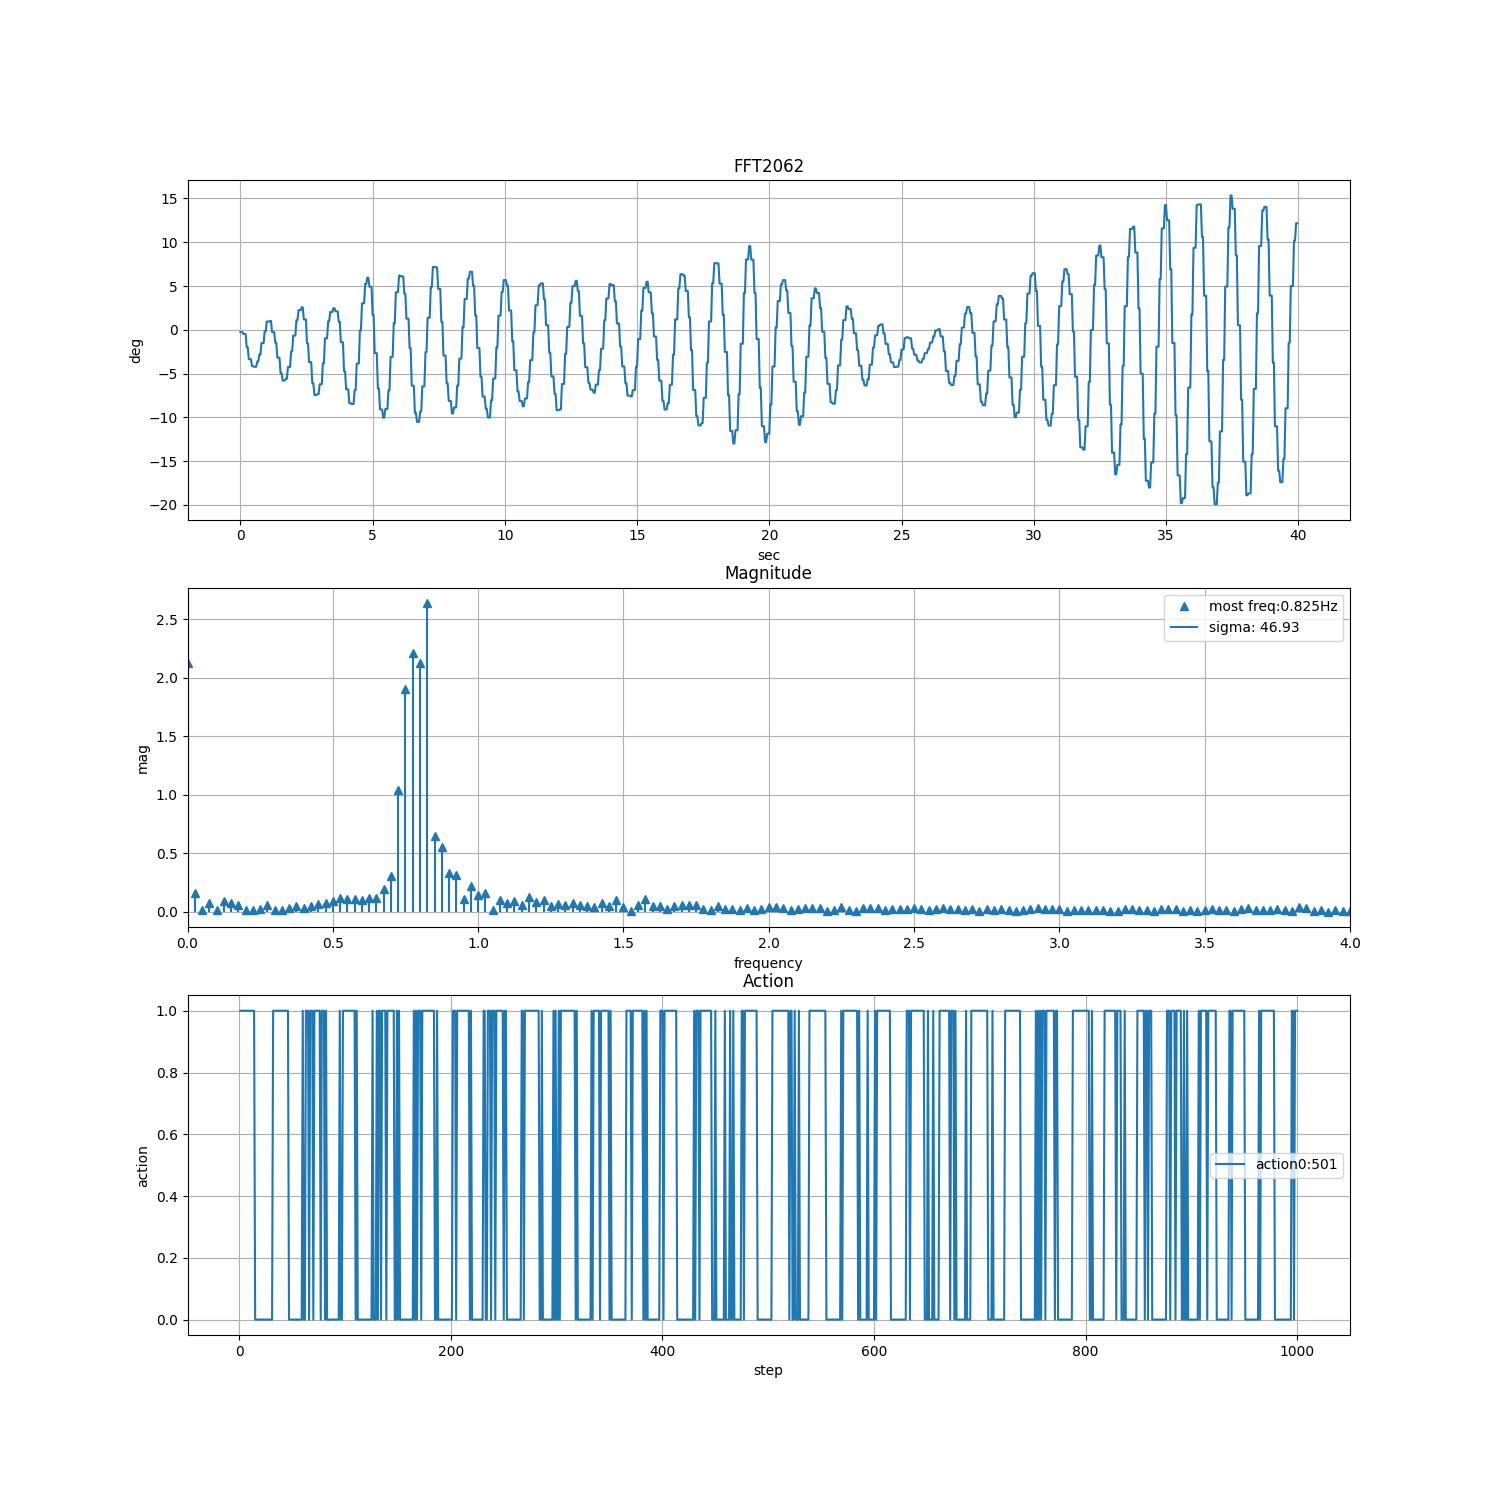 FFT2062
15
10
5
0
−5
−10
−15
−20
deg
0 5 10 15 20 25 30 35 40
sec
Magnitude
most freq:0.825Hz
sigma: 46.93
2.5
2.0
1.5
1.0
0.5
0.0
mag
0.0 0.5 1.0 1.5 2.0 2.5 3.0 3.5 4.0
frequency
Action
1.0
0.8
0.6
0.4
0.2
0.0
action
action0:501
0 200 400 600 800 1000
step